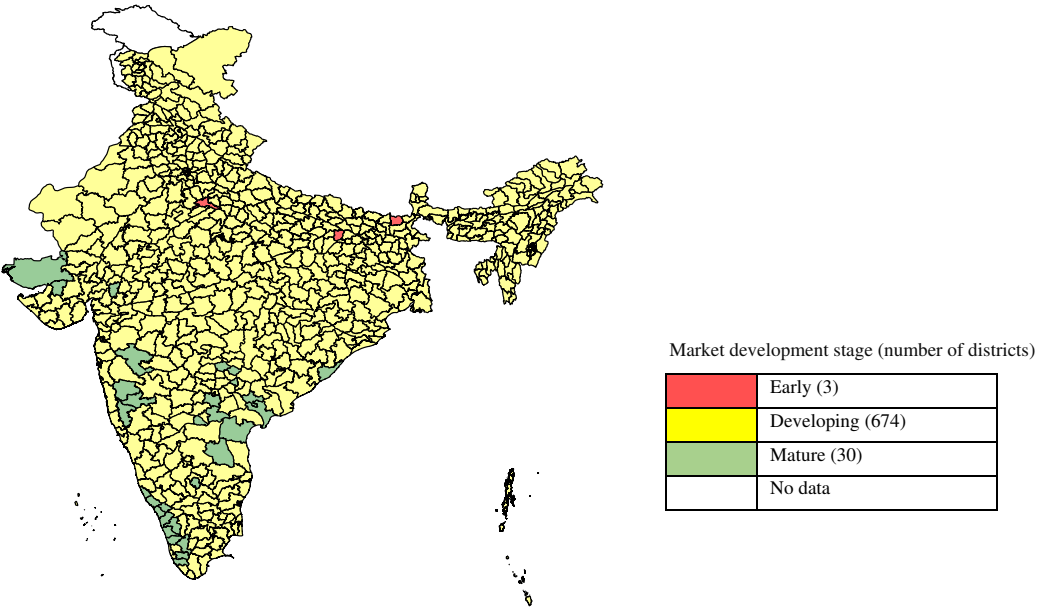 Market development stage (number of districts)
Early (3)
Developing (674)
Mature (30)
No data